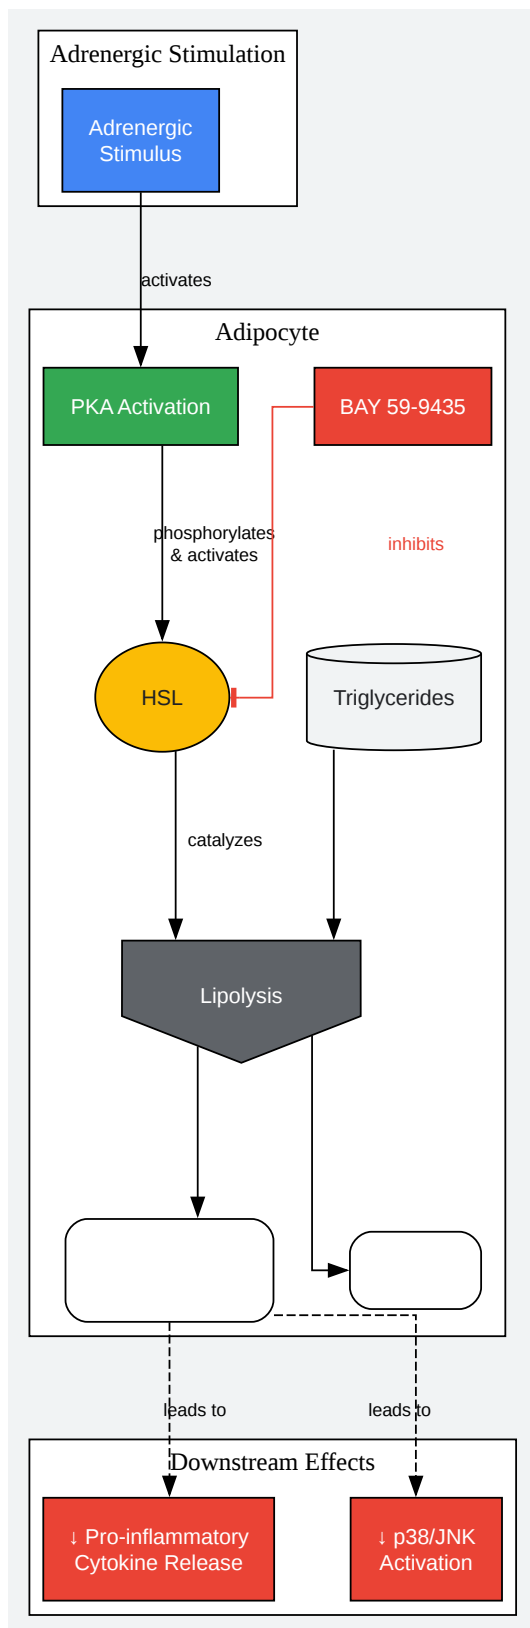 Adrenergic Stimulation
Adrenergic
Stimulus
activates
Adipocyte
PKA Activation
BAY 59-9435
phosphorylates
& activates
inhibits
HSL
Triglycerides
catalyzes
Lipolysis
leads to
leads to
Downstream Effects
↓ Pro-inflammatory
Cytokine Release
↓ p38/JNK
Activation